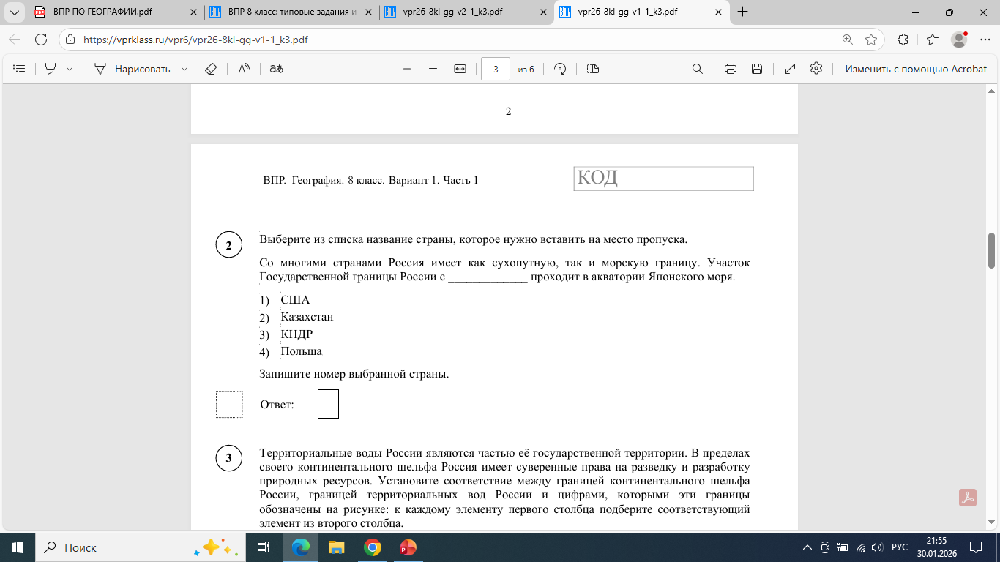 ВПР ПО ГЕОГРАФИИ.pdf
ВПР 8 класс: типовые задания и
vpr26-8kl-gg-v2-1_k3.pdf
vpr26-8kl-gg-v1-1_k3.pdf
https://vprklass.ru/vpr6/vpr26-8kl-gg-v1-1_k3.pdf
Нарисовать
3 из 6
Изменить с помощью Acrobat
2
ВПР. География. 8 класс. Вариант 1. Часть 1
КОД
2
Выберите из списка название страны, которое нужно вставить на место пропуска.
Со многими странами Россия имеет как сухопутную, так и морскую границу. Участок
Государственной границы России с _____________ проходит в акватории Японского моря.
1) США
2) Казахстан
3) КНДР
4) Польша
Запишите номер выбранной страны.
Ответ:
3
Территориальные воды России являются частью её государственной территории. В пределах
своего континентального шельфа Россия имеет суверенные права на разведку и разработку
природных ресурсов. Установите соответствие между границей континентального шельфа
России, границей территориальных вод России и цифрами, которыми эти границы
обозначены на рисунке: к каждому элементу первого столбца подберите соответствующий
элемент из второго столбца.
Поиск
РУС
21:55
30.01.2026